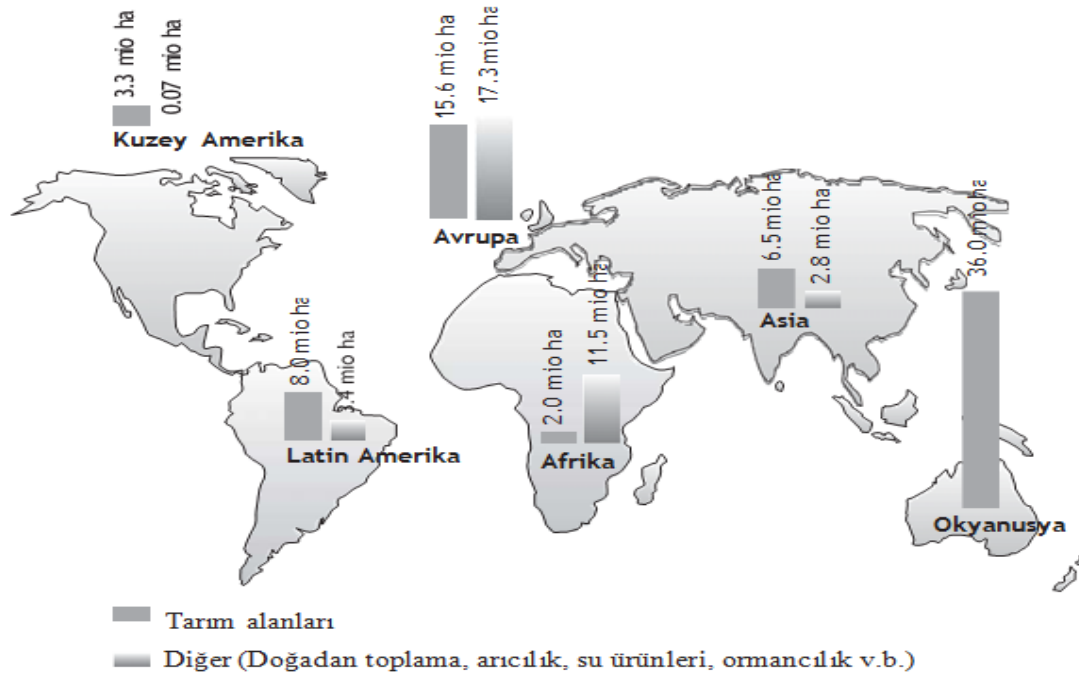 3.3 mio ha
0.07 mio ha
Kuzey Amerika
15.6 mio ha
17.3 mio ha
Avrupa
6.5 mio ha
2.8 mio ha
Asia
36.0 mio ha
Okyanusya
8.0 mio ha
3.4 mio ha
Latin Amerika
2.0 mio ha
11.5 mio ha
Afrika
Tarım alanları
Diğer (Doğadan toplama, arıcılık, su ürünleri, ormancılık v.b.)